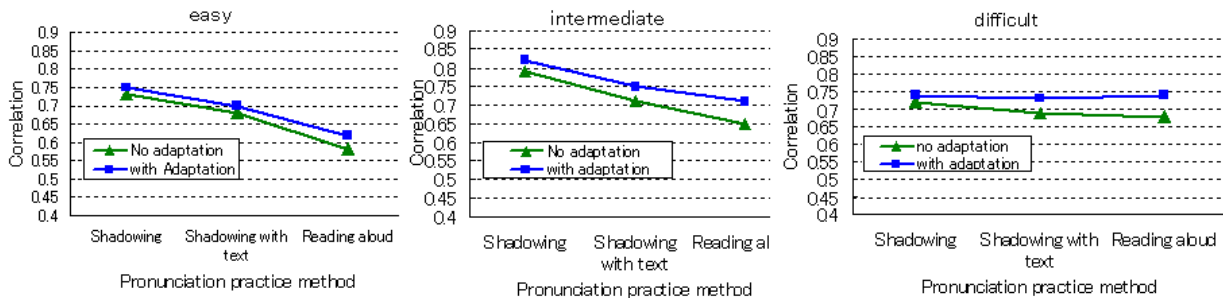 easy
0.9
0.85
0.8
0.75
0.7
0.65
0.6
0.55
0.5
0.45
0.4
Correlation
No adaptation
with Adaptation
Shadowing
Shadowing with
text
Reading aloud
Pronunciation practice method
intermediate
0.9
0.85
0.8
0.75
0.7
0.65
0.6
0.55
0.5
0.45
0.4
Correlation
No adaptation
with adaptation
Shadowing
Shadowing
with text
Reading al
Pronunciation practice method
difficult
0.9
0.85
0.8
0.75
0.7
0.65
0.6
0.55
0.5
0.45
0.4
Correlation
no adaptation
with adaptation
Shadowing
Shadowing with
text
Reading aloud
Pronunciation practice method